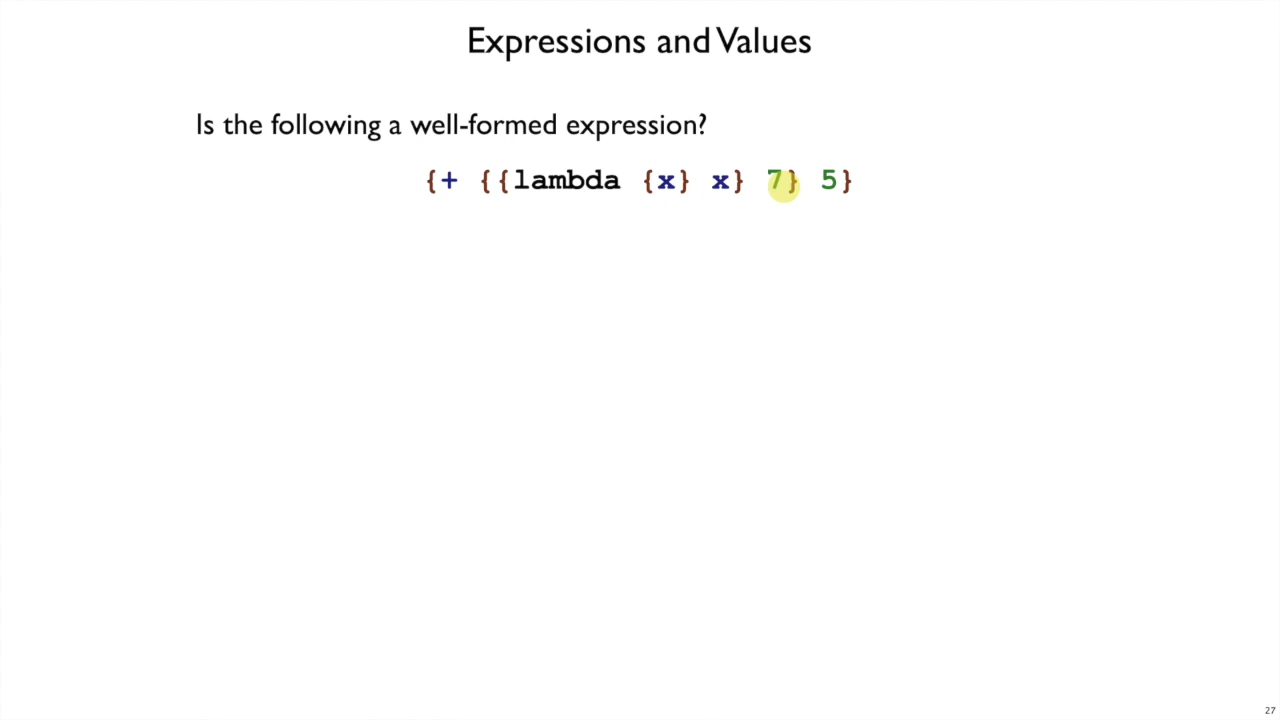 Expressions and Values
Is the following a well-formed expression?
{+ {{lambda {x} x} 7} 5}
27